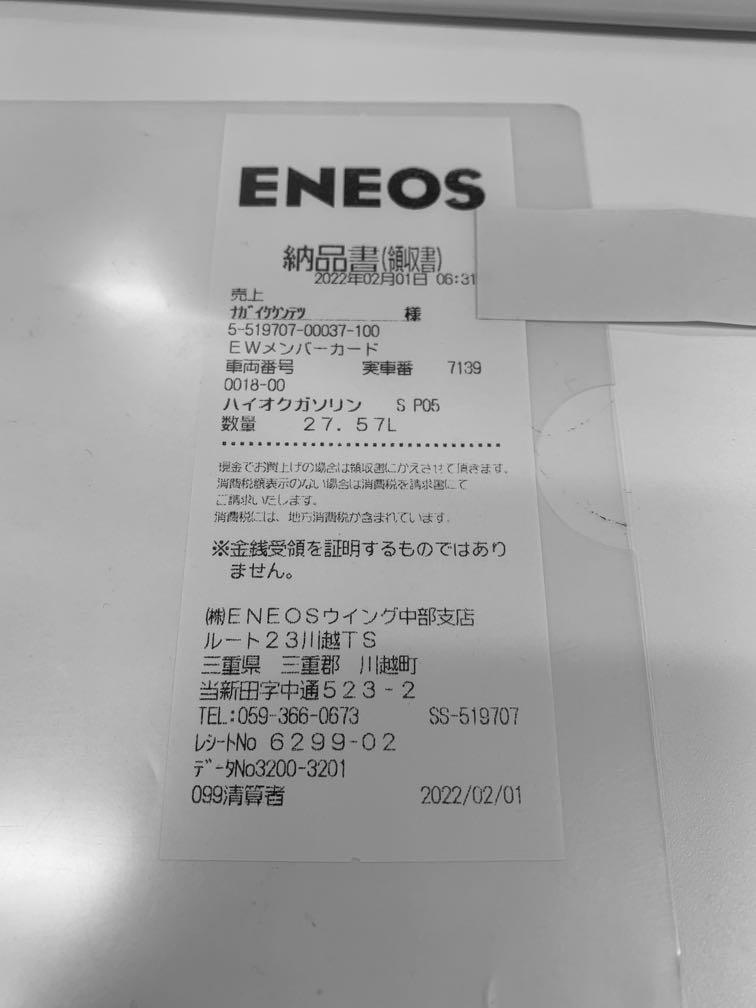 ENEOS
納品書(領収書)
2022年02月01日 06:31
売上
ﾅｶﾞｲｹｹﾝﾃﾂ 様
5-519707-00037-100
ＥＷメンバーカード
車両番号 実車番 7139
0018-00
ハイオクガソリン S P05
数量 ２７．５７L
現金でお買上げの場合は領収書にかえさせて頂きます。
消費税額表示のない場合は消費税を請求書にて
ご請求いたします。
消費税には、地方消費税が含まれています。
※金銭受領を証明するものではあり
ません。
㈱ＥＮＥＯＳウイング中部支店
ルート２３川越ＴＳ
三重県 三重郡 川越町
当新田字中通５２３－２
TEL:059-366-0673 SS-519707
ﾚｼｰﾄNo ６２９９-０２
ﾃﾞｰﾀNo3200-3201
099清算者 2022/02/01